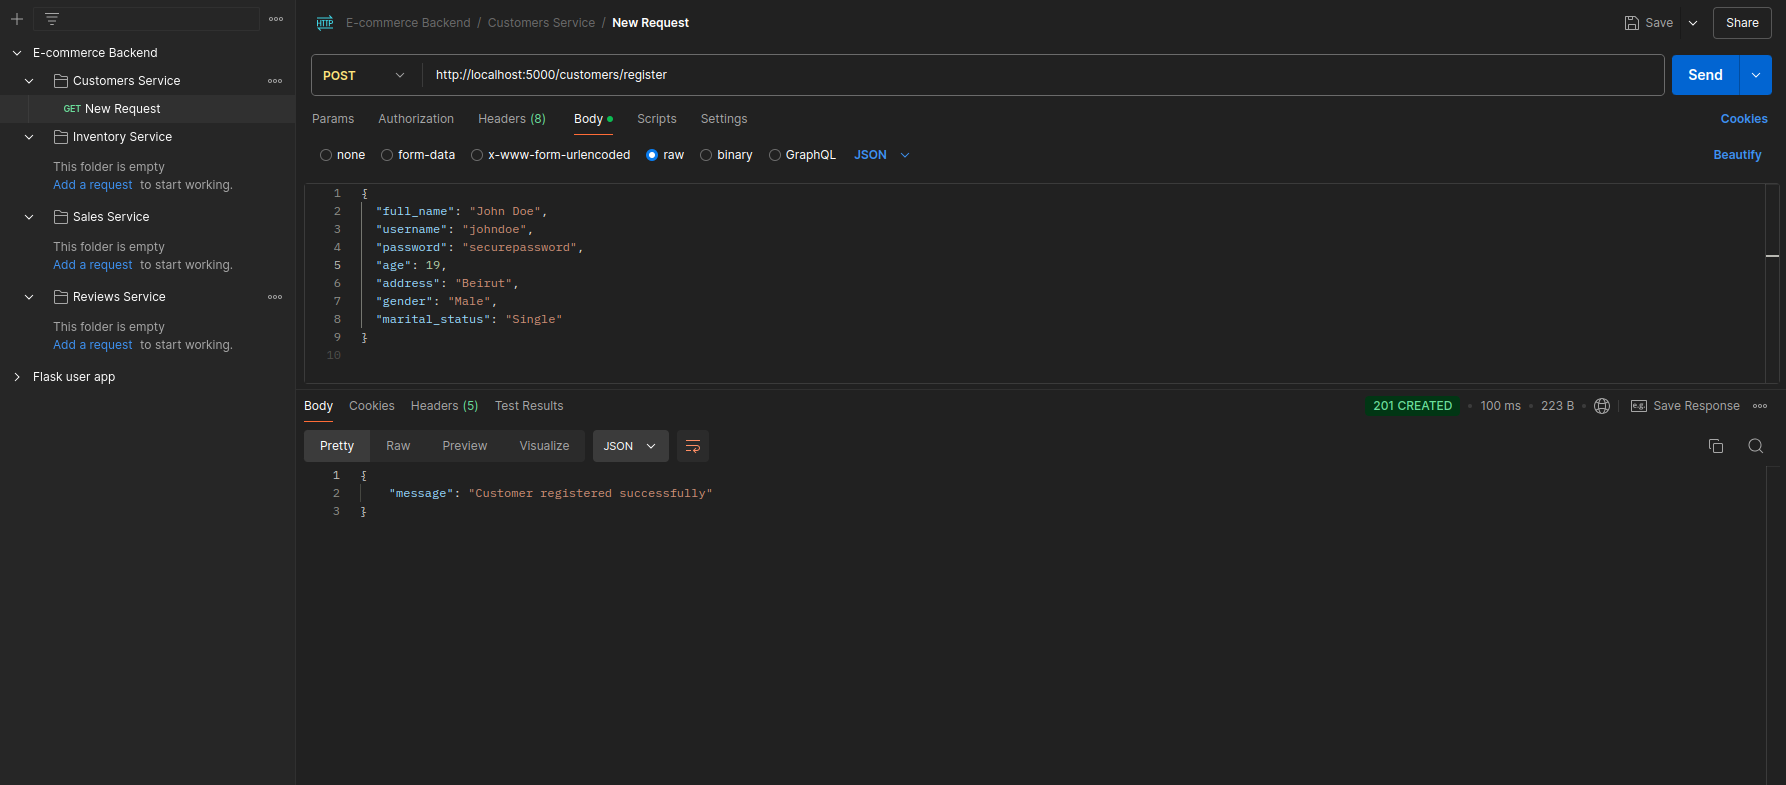 E-commerce Backend
Customers Service
GET New Request
Inventory Service
This folder is empty
Add a request to start working.
Sales Service
This folder is empty
Add a request to start working.
Reviews Service
This folder is empty
Add a request to start working.
Flask user app
HTTP E-commerce Backend / Customers Service / New Request
Save
Share
POST http://localhost:5000/customers/register
Send
Params Authorization Headers (8) Body Scripts Settings Cookies
none form-data x-www-form-urlencoded raw binary GraphQL JSON Beautify
1 {
2 "full_name": "John Doe",
3 "username": "johndoe",
4 "password": "securepassword",
5 "age": 19,
6 "address": "Beirut",
7 "gender": "Male",
8 "marital_status": "Single"
9 }
10
Body Cookies Headers (5) Test Results 201 CREATED 100 ms 223 B e.g. Save Response
Pretty Raw Preview Visualize JSON
1 {
2 "message": "Customer registered successfully"
3 }